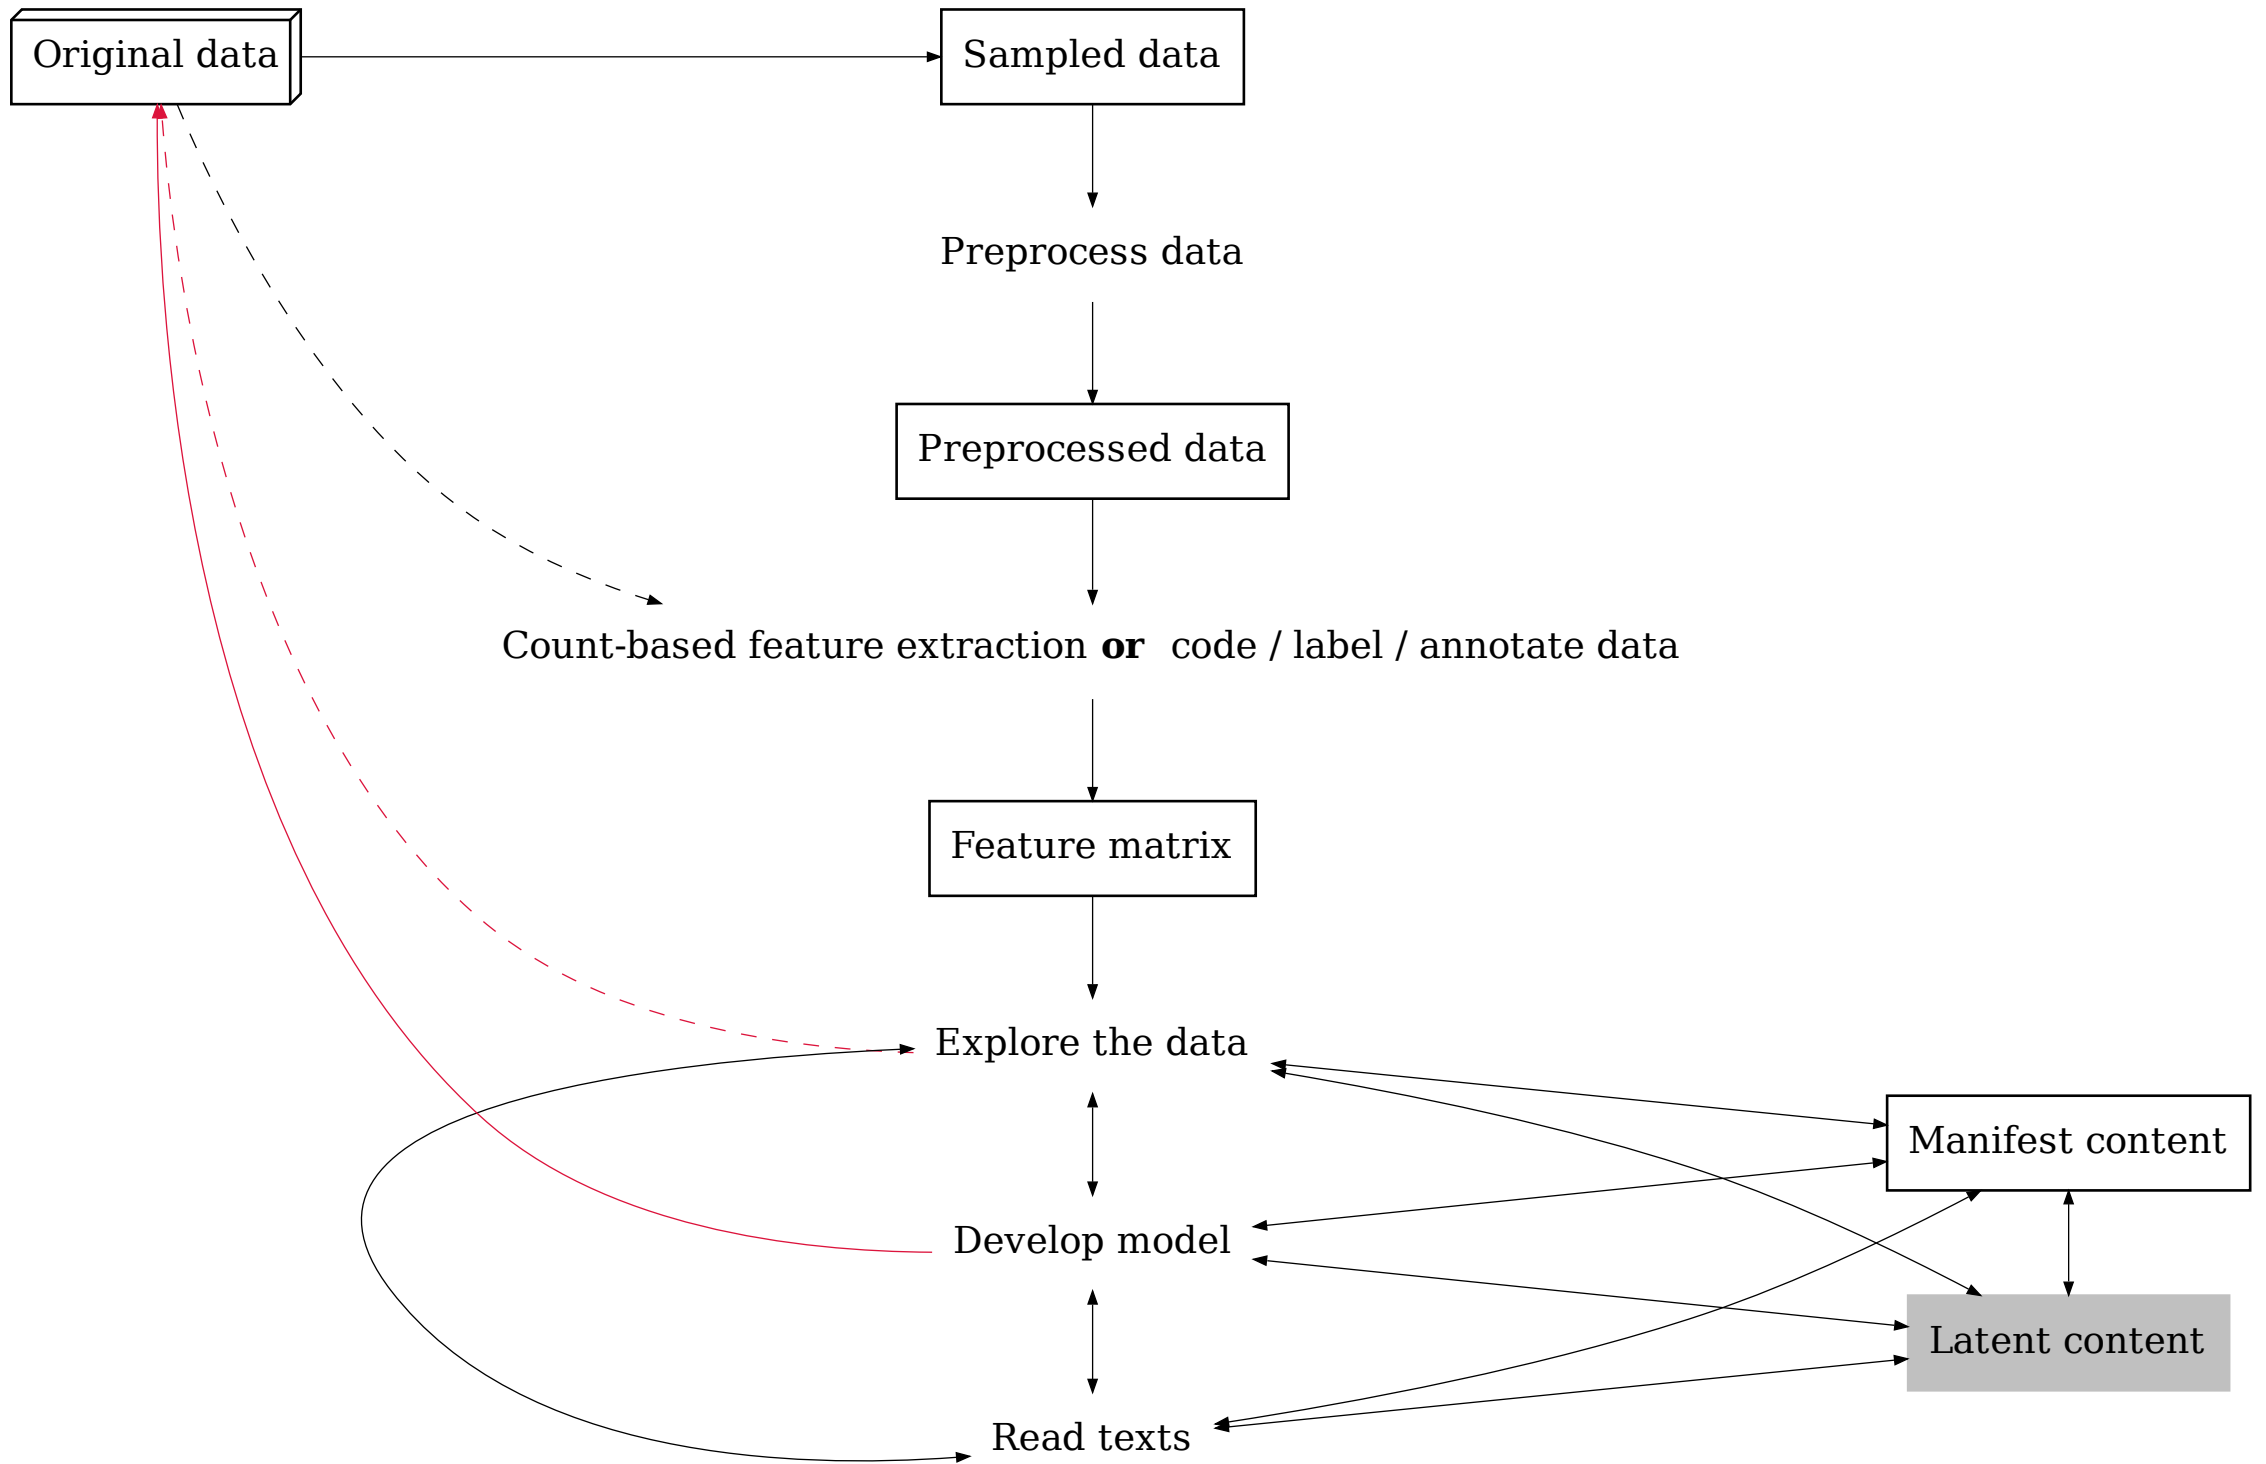 Original data
Sampled data
Preprocess data
Preprocessed data
Count-based feature extraction or code / label / annotate data
Feature matrix
Explore the data
Manifest content
Develop model
Latent content
Read texts